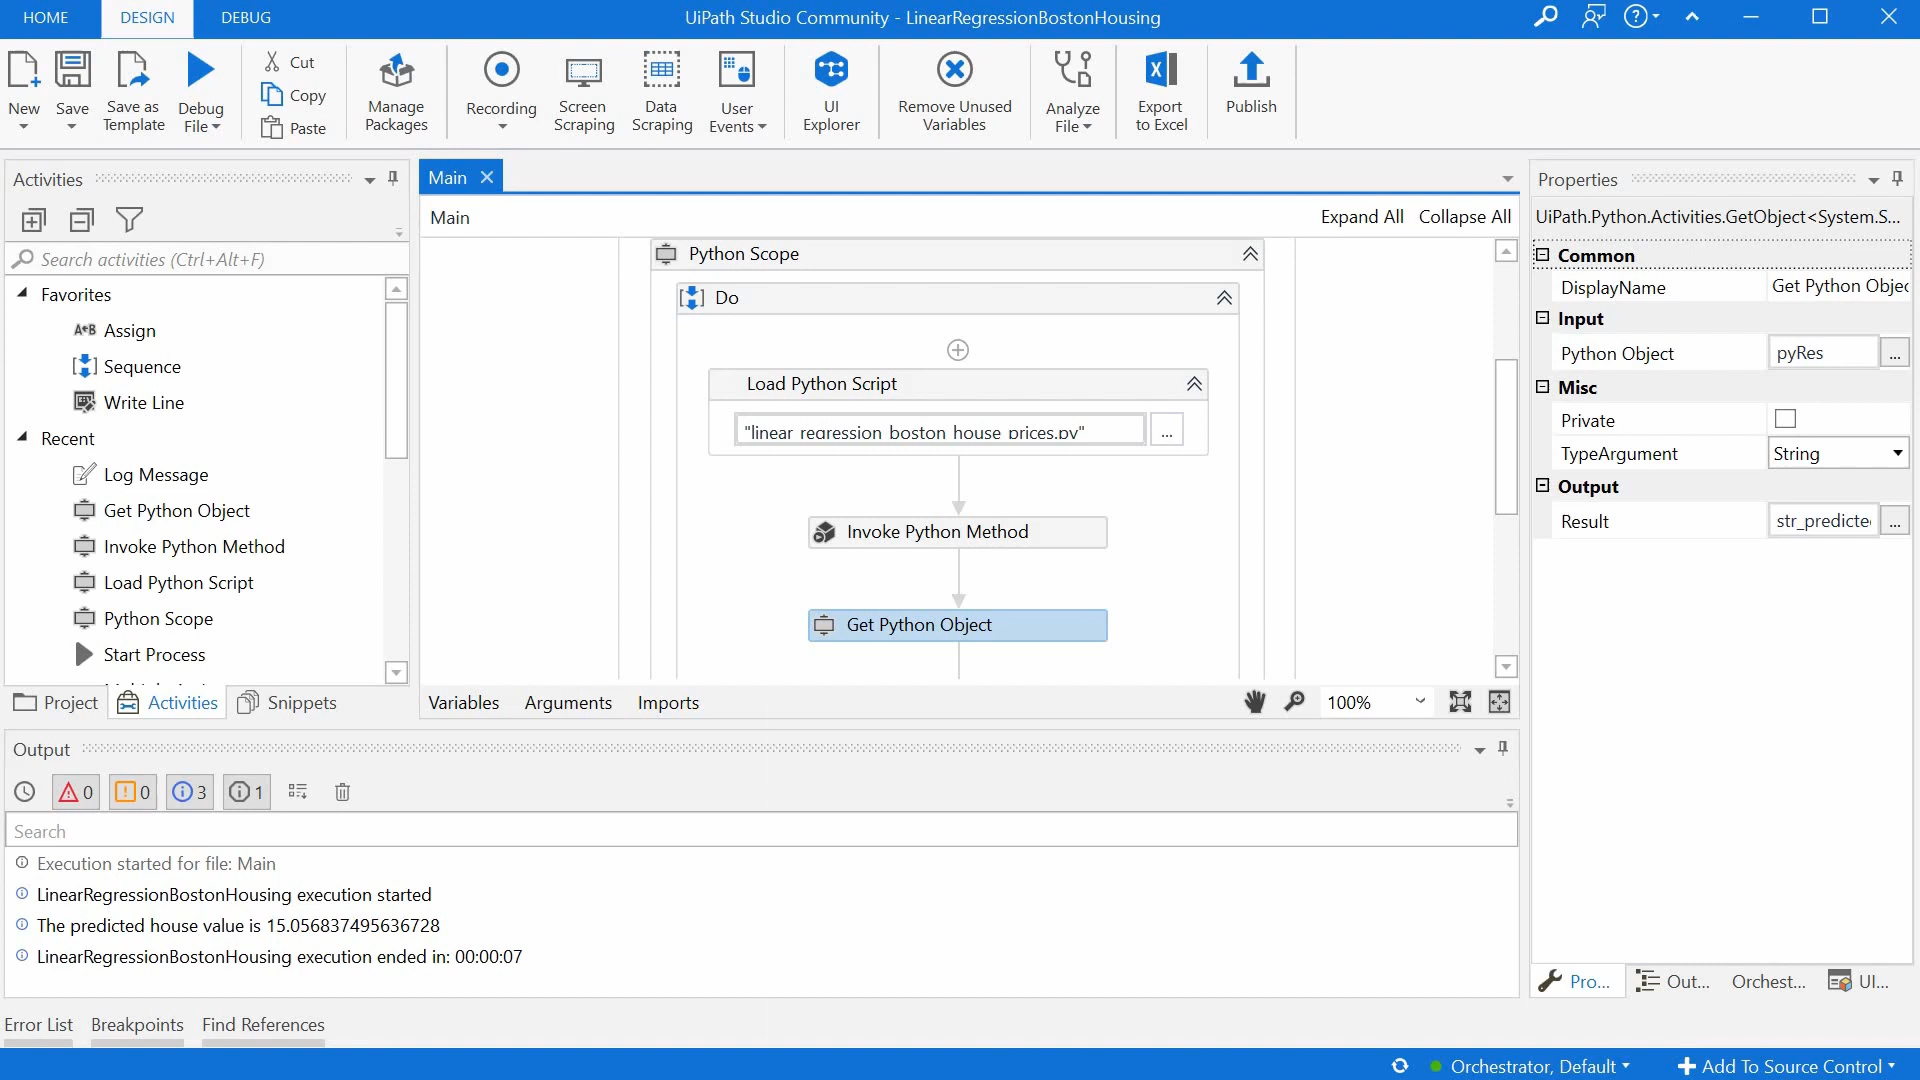 HOME DESIGN DEBUG
UiPath Studio Community - LinearRegressionBostonHousing
New
Save
Save as Template
Debug File
Cut
Copy
Paste
Manage Packages
Recording
Screen Scraping
Data Scraping
User Events
UI Explorer
Remove Unused Variables
Analyze File
Export to Excel
Publish
Activities
Search activities (Ctrl+Alt+F)
Favorites
A+B Assign
Sequence
Write Line
Recent
Log Message
Get Python Object
Invoke Python Method
Load Python Script
Python Scope
Start Process
Project Activities Snippets
Main
Main
Expand All Collapse All
Python Scope
Do
Load Python Script
"linear_regression_boston_house_prices.py" ...
Invoke Python Method
Get Python Object
Variables Arguments Imports
100%
Properties
UiPath.Python.Activities.GetObject<System.S...
Common
DisplayName Get Python Objec
Input
Python Object pyRes ...
Misc
Private
TypeArgument String
Output
Result str_predicte ...
Pro... Out... Orchest... UI...
Output
0 0 3 1
Search
Execution started for file: Main
LinearRegressionBostonHousing execution started
The predicted house value is 15.056837495636728
LinearRegressionBostonHousing execution ended in: 00:00:07
Error List Breakpoints Find References
Orchestrator, Default Add To Source Control